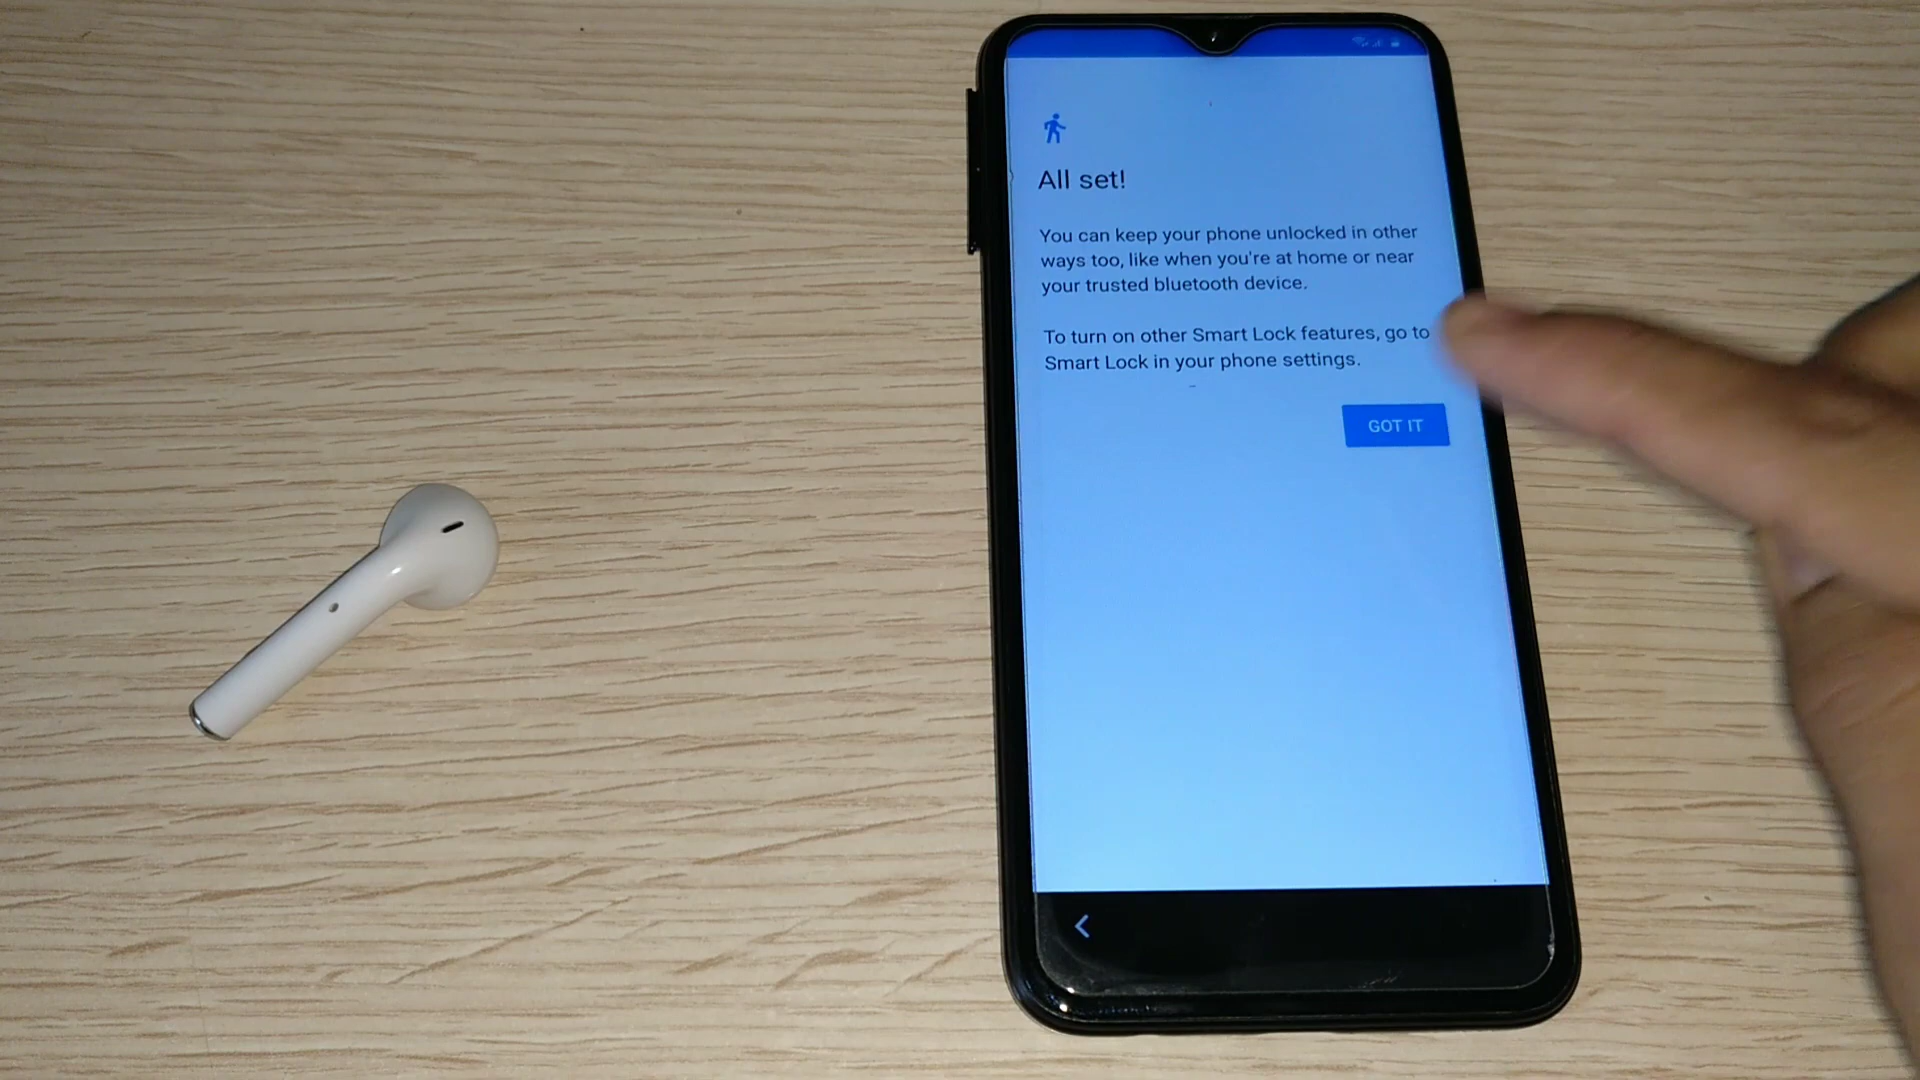 All set!
You can keep your phone unlocked in other
ways too, like when you're at home or near
your trusted bluetooth device.
To turn on other Smart Lock features, go to
Smart Lock in your phone settings.
GOT IT